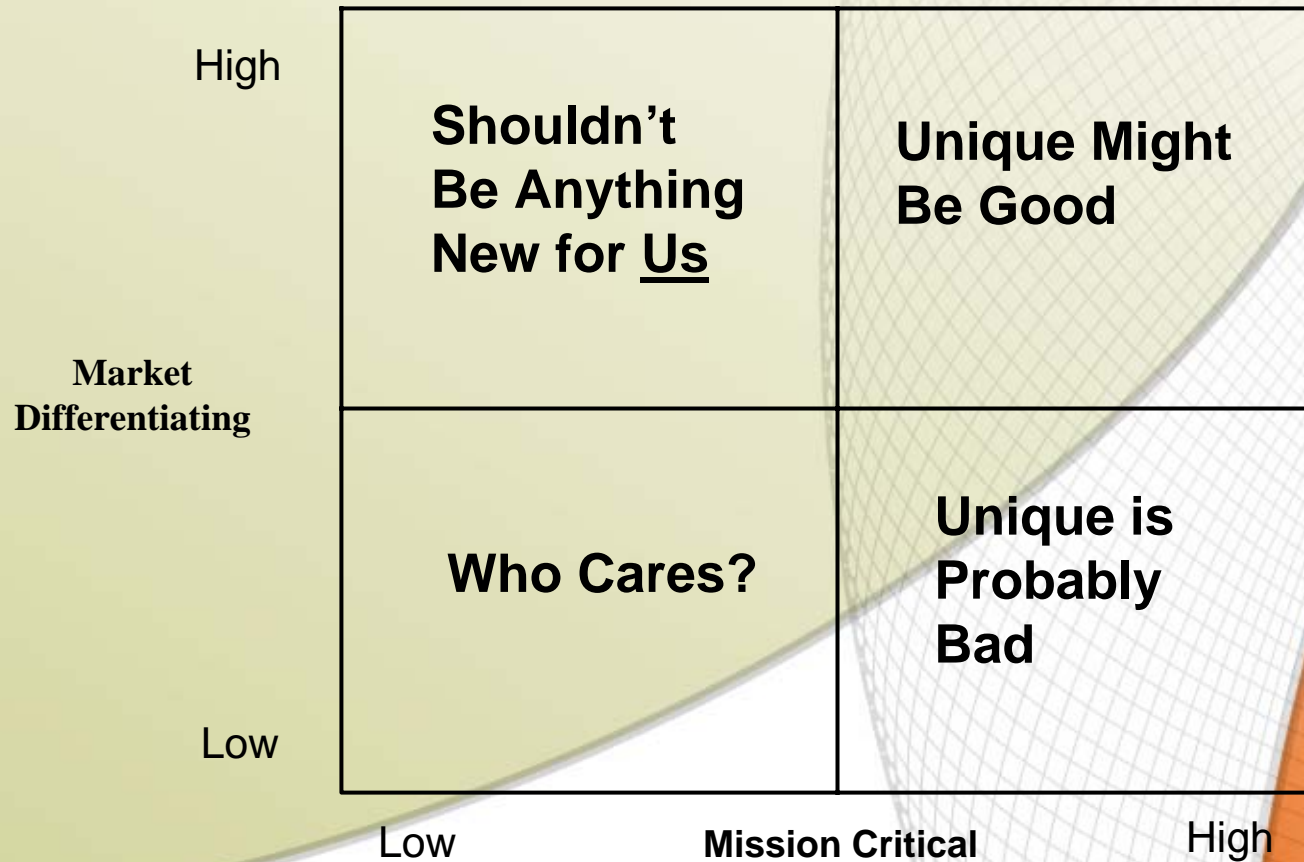 High
Shouldn’t
Be Anything
New for Us
Unique Might
Be Good
Market
Differentiating
Who Cares?
Unique is
Probably
Bad
Low
Low
Mission Critical
High